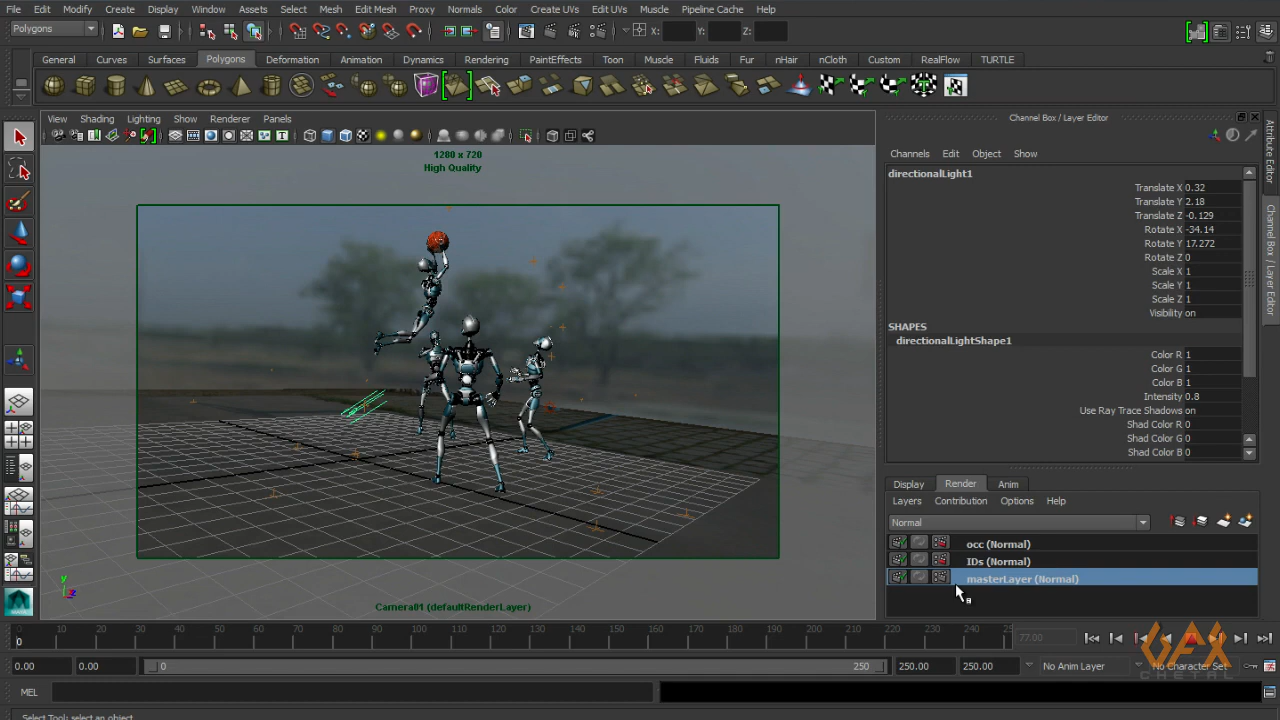 File Edit Modify Create Display Window Assets Select Mesh Edit Mesh Proxy Normals Color Create UVs Edit UVs Muscle Pipeline Cache Help
Polygons X: Y: Z:
General Curves Surfaces Polygons Deformation Animation Dynamics Rendering PaintEffects Toon Muscle Fluids Fur nHair nCloth Custom RealFlow TURTLE
View Shading Lighting Show Renderer Panels
1280 x 720
High Quality
Camera01 (defaultRenderLayer)
y
Channel Box / Layer Editor
Channels Edit Object Show
directionalLight1
Translate X 0.32
Translate Y 2.18
Translate Z -0.129
Rotate X -34.14
Rotate Y 17.272
Rotate Z 0
Scale X 1
Scale Y 1
Scale Z 1
Visibility on
SHAPES
directionalLightShape1
Color R 1
Color G 1
Color B 1
Intensity 0.8
Use Ray Trace Shadows on
Shad Color R 0
Shad Color G 0
Shad Color B 0
Display Render Anim
Layers Contribution Options Help
Normal
occ (Normal)
IDs (Normal)
masterLayer (Normal)
Attribute Editor
Channel Box / Layer Editor
0 10 20 30 40 50 60 70 80 90 100 110 120 130 140 150 160 170 180 190 200 210 220 230 240 25
0
77.00
0.00 0.00 0 250 250.00 250.00 No Anim Layer No Character Set
GFX
CHETAL
MEL
Select Tool: select an object